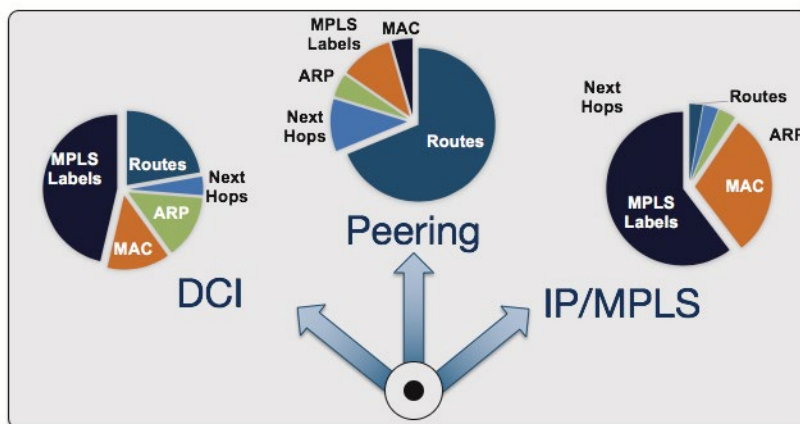 MPLS
Labels
Routes
Next
Hops
ARP
MAC
DCI
MPLS
Labels
MAC
ARP
Next
Hops
Routes
Peering
Next
Hops
Routes
ARP
MAC
MPLS
Labels
IP/MPLS